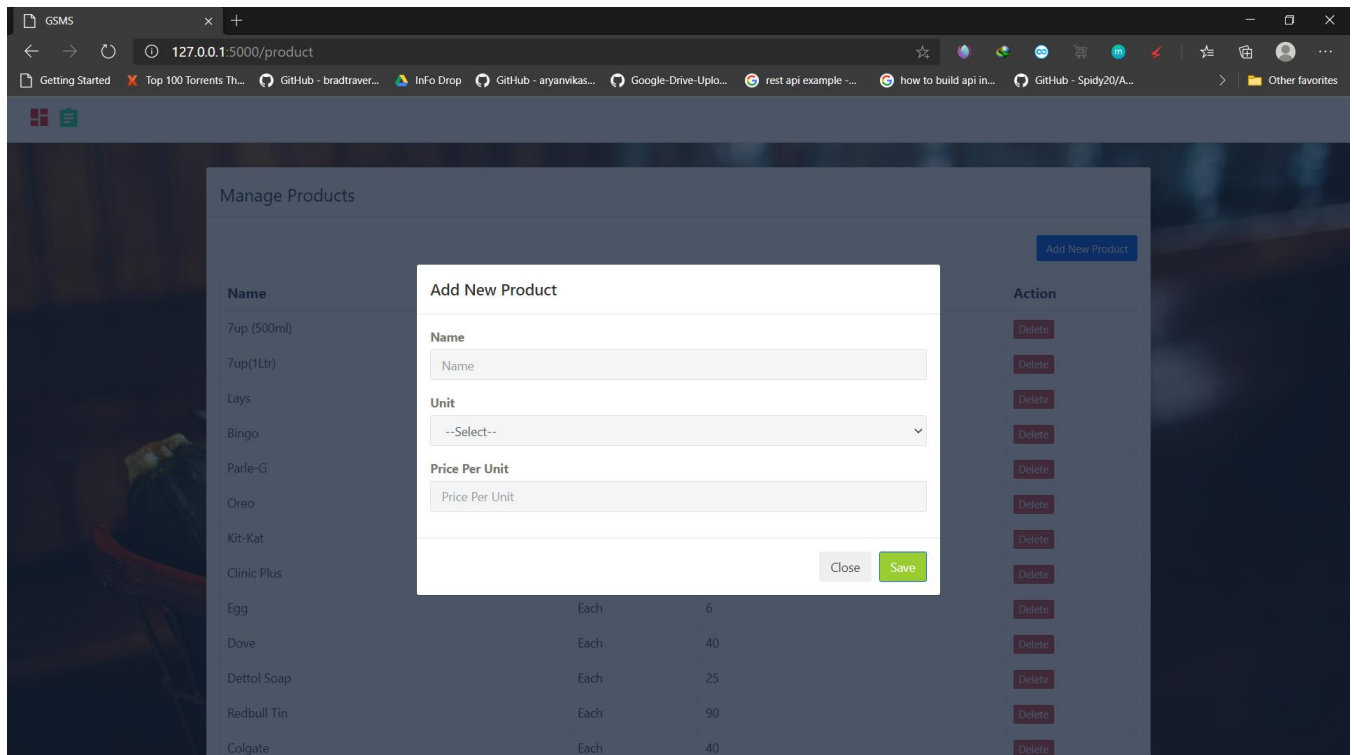 GSMS
127.0.0.1:5000/product
Getting Started Top 100 Torrents Th... GitHub - bradtraver... InFo Drop GitHub - aryanvikas... Google-Drive-Uplo... rest api example -... how to build api in... GitHub - Spidy20/A... Other favorites
Manage Products
Add New Product
Name Action
7up (500ml) Delete
7up(1Ltr) Delete
Lays Delete
Bingo Delete
Parle-G Delete
Oreo Delete
Kit-Kat Delete
Clinic Plus Delete
Egg Each 6 Delete
Dove Each 40 Delete
Dettol Soap Each 25 Delete
Redbull Tin Each 90 Delete
Colgate Each 40 Delete
Add New Product
Name
Name
Unit
--Select--
Price Per Unit
Price Per Unit
Close Save